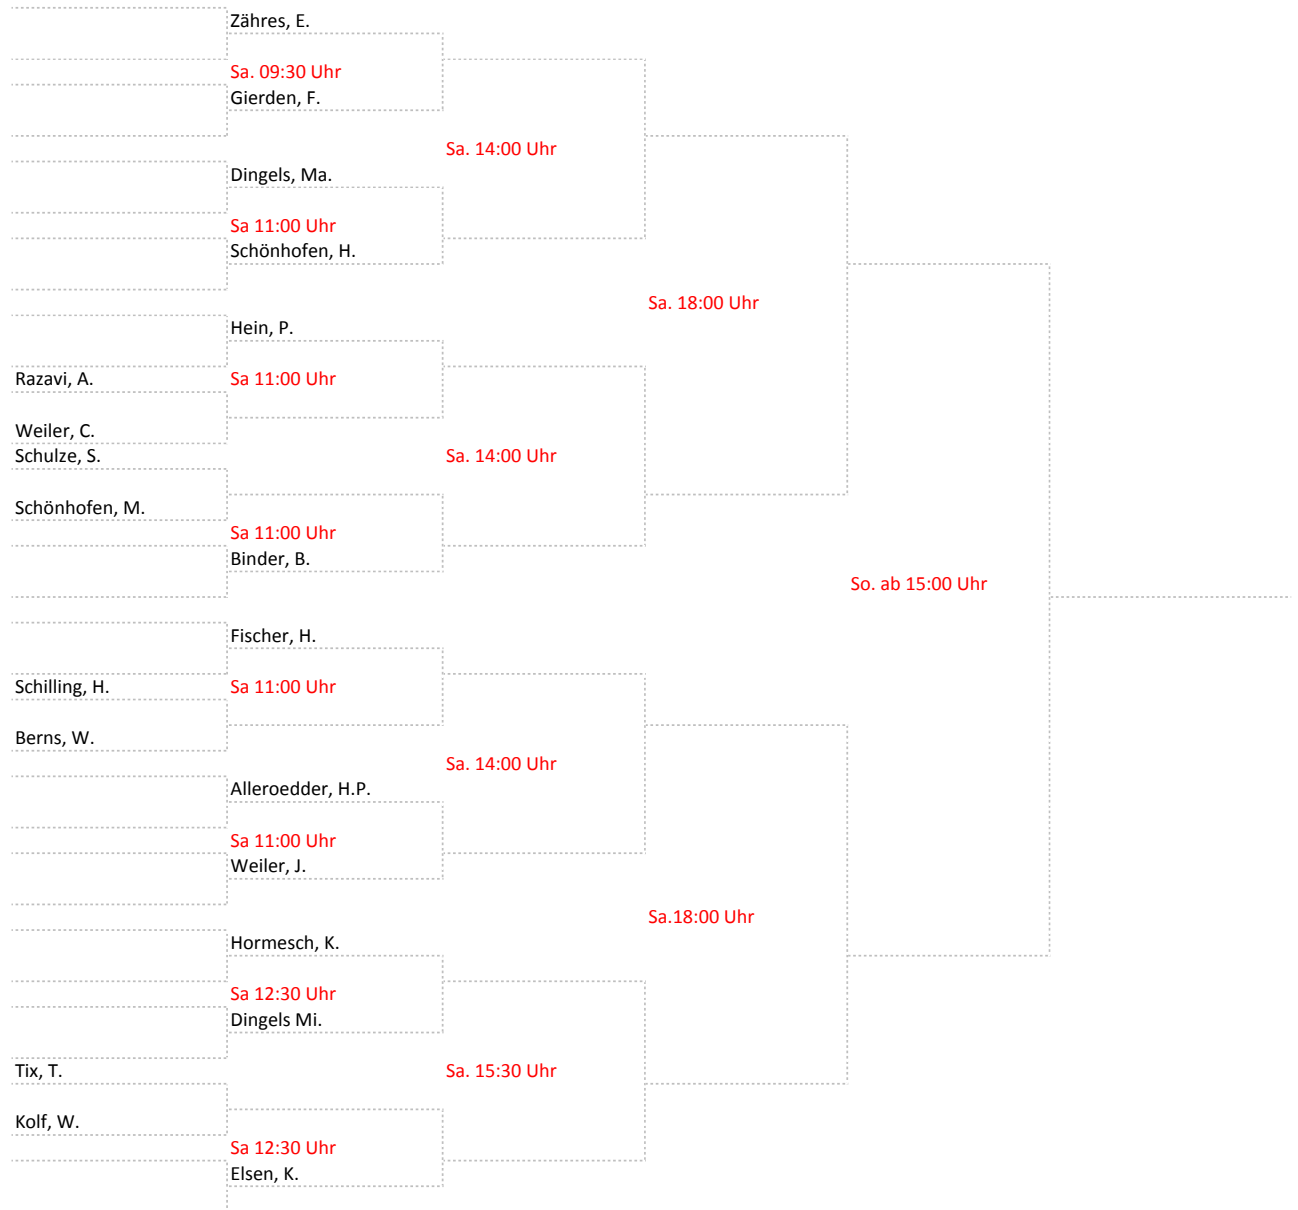 Zähres, E.
Sa. 09:30 Uhr
Gierden, F.
Sa. 14:00 Uhr
Dingels, Ma.
Sa 11:00 Uhr
Schönhofen, H.
Sa. 18:00 Uhr
Hein, P.
Razavi, A.
Sa 11:00 Uhr
Weiler, C.
Schulze, S.
Sa. 14:00 Uhr
Schönhofen, M.
Sa 11:00 Uhr
Binder, B.
So. ab 15:00 Uhr
Fischer, H.
Schilling, H.
Sa 11:00 Uhr
Berns, W.
Sa. 14:00 Uhr
Alleroedder, H.P.
Sa 11:00 Uhr
Weiler, J.
Sa.18:00 Uhr
Hormesch, K.
Sa 12:30 Uhr
Dingels Mi.
Tix, T.
Sa. 15:30 Uhr
Kolf, W.
Sa 12:30 Uhr
Elsen, K.